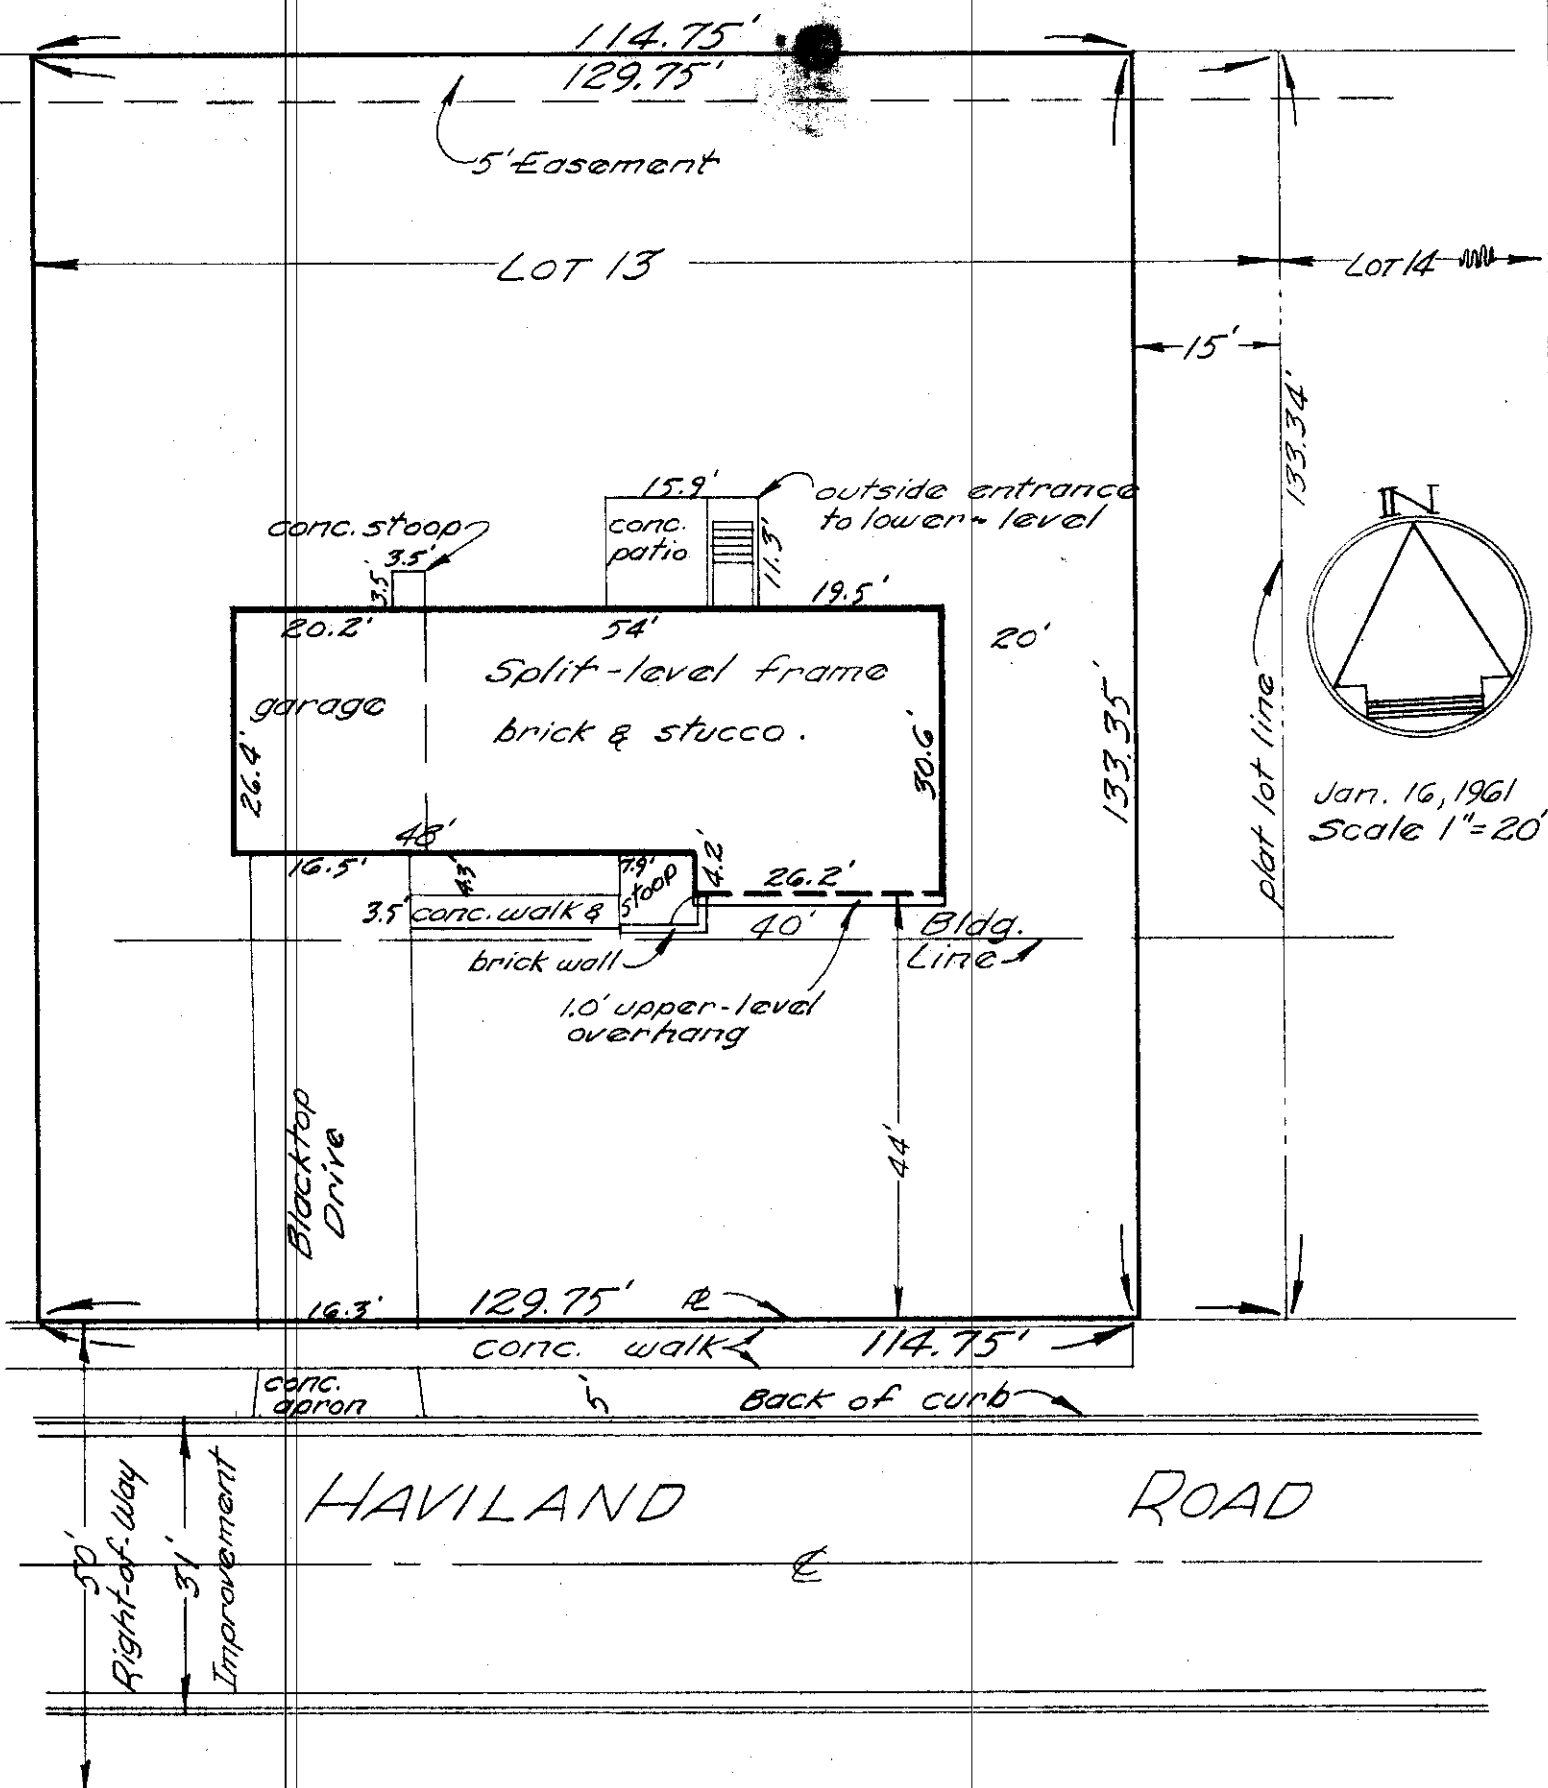 114.75'
129.75'
5' Easement
LOT 13
LOT 14
15'
133.34'
N
15.9'
outside entrance
to lower-level
conc. stoop
3.5'
3.5'
conc.
patio
11.3'
19.5'
20.2'
54'
20'
Split-level frame
brick & stucco.
garage
26.4'
30.6'
133.35'
plat lot line
Jan. 16, 1961
Scale 1"=20'
48'
16.5'
4.3'
7.9'
stoop
4.2'
26.2'
3.5'
conc. walk &
40'
Bldg.
Line
brick wall
1.0' upper-level
overhang
44'
Blacktop
Drive
16.3'
129.75'
PL
conc. walk
114.75'
conc.
apron
5'
Back of curb
HAVILAND ROAD
50'
Right-of-Way
31'
Improvement
CL